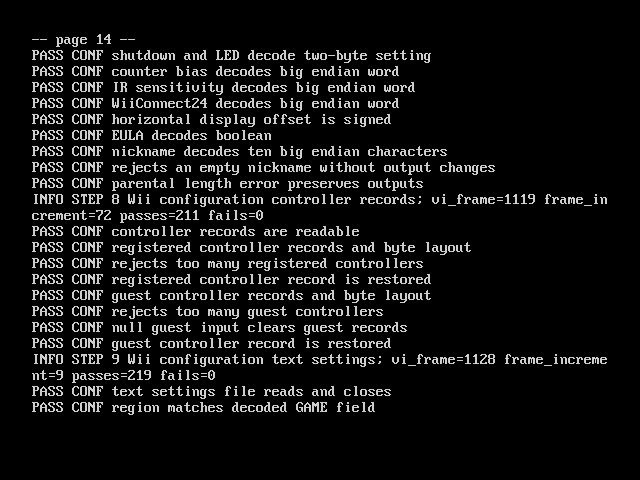 -- page 14 --
PASS CONF shutdown and LED decode two-byte setting
PASS CONF counter bias decodes big endian word
PASS CONF IR sensitivity decodes big endian word
PASS CONF WiiConnect24 decodes big endian word
PASS CONF horizontal display offset is signed
PASS CONF EULA decodes boolean
PASS CONF nickname decodes ten big endian characters
PASS CONF rejects an empty nickname without output changes
PASS CONF parental length error preserves outputs
INFO STEP 8 Wii configuration controller records; vi_frame=1119 frame_in
crement=72 passes=211 fails=0
PASS CONF controller records are readable
PASS CONF registered controller records and byte layout
PASS CONF rejects too many registered controllers
PASS CONF registered controller record is restored
PASS CONF guest controller records and byte layout
PASS CONF rejects too many guest controllers
PASS CONF null guest input clears guest records
PASS CONF guest controller record is restored
INFO STEP 9 Wii configuration text settings; vi_frame=1128 frame_increme
nt=9 passes=219 fails=0
PASS CONF text settings file reads and closes
PASS CONF region matches decoded GAME field